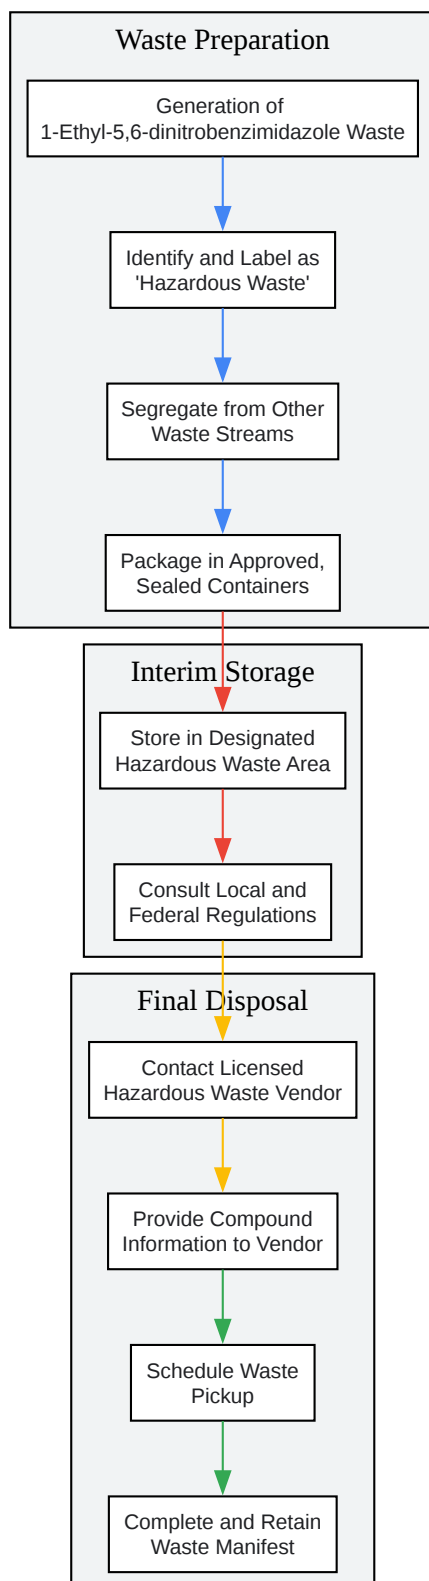 Waste Preparation
Generation of
1-Ethyl-5,6-dinitrobenzimidazole Waste
Identify and Label as
'Hazardous Waste'
Segregate from Other
Waste Streams
Package in Approved,
Sealed Containers
Interim Storage
Store in Designated
Hazardous Waste Area
Consult Local and
Federal Regulations
Final Disposal
Contact Licensed
Hazardous Waste Vendor
Provide Compound
Information to Vendor
Schedule Waste
Pickup
Complete and Retain
Waste Manifest